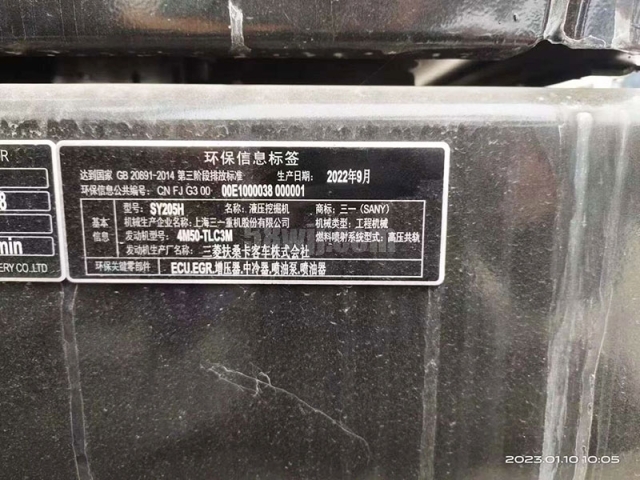 R
8
min
ERY CO.,LTD
环保信息标签
达到国家 GB 20891-2014 第三阶段排放标准 生产日期: 2022年9月
环保信息公共编号: CN FJ G3 00 00E1000038 000001
基本信息
型号: SY205H 名称: 液压挖掘机 商标: 三一 (SANY)
机械生产企业名称: 上海三一重机股份有限公司 机械类型: 工程机械
发动机型号: 4M50-TLC3M 燃料喷射系统型式: 高压共轨
发动机生产厂名称: 三菱扶桑卡客车株式会社
环保关键零部件 ECU,EGR,增压器,中冷器,喷油泵,喷油器
2023.01.10 10:05